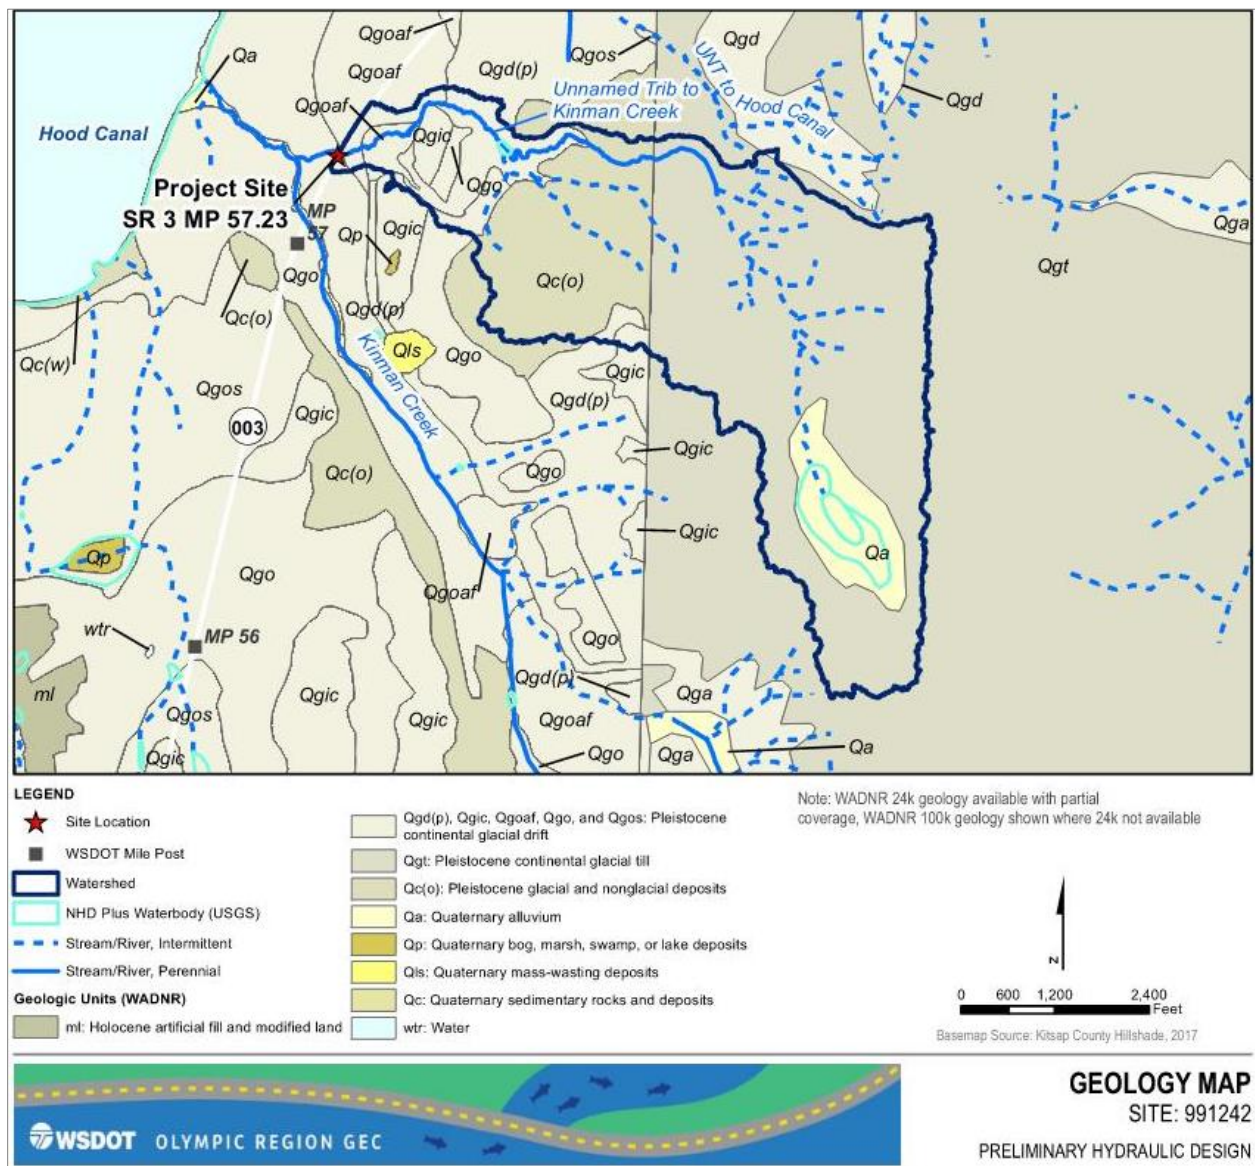 Qgoaf
Qa
Qgoaf
Qgd(p)
Qgos
Qgd
UNT to Hood Canal
Qgd
Qgoaf
Unnamed Trib to
Kinman Creek
Hood Canal
Qgic
Qgo
Project Site
SR 3 MP 57.23
MP
57
Qp
Qgic
Qga
Qgo
Qgt
Qc(o)
Qc(o)
Qgd(p)
Qc(w)
Kinman Creek
Qls
Qgo
Qgic
Qgos
Qgic
Qgd(p)
003
Qgic
Qc(o)
Qgo
Qgic
Qa
Qp
Qgo
Qgoaf
wtr
MP 56
Qgo
ml
Qgic
Qgd(p)
Qga
Qgos
Qgic
Qgoaf
Qa
Qgic
Qgo
Qga
LEGEND
Site Location
WSDOT Mile Post
Watershed
NHD Plus Waterbody (USGS)
Stream/River, Intermittent
Stream/River, Perennial
Geologic Units (WADNR)
ml: Holocene artificial fill and modified land
Qgd(p), Qgic, Qgoaf, Qgo, and Qgos: Pleistocene
continental glacial drift
Qgt: Pleistocene continental glacial till
Qc(o): Pleistocene glacial and nonglacial deposits
Qa: Quaternary alluvium
Qp: Quaternary bog, marsh, swamp, or lake deposits
Qls: Quaternary mass-wasting deposits
Qc: Quaternary sedimentary rocks and deposits
wtr: Water
Note: WADNR 24k geology available with partial
coverage, WADNR 100k geology shown where 24k not available
N
0 600 1,200 2,400
Feet
Basemap Source: Kitsap County Hillshade, 2017
WSDOT OLYMPIC REGION GEC
GEOLOGY MAP
SITE: 991242
PRELIMINARY HYDRAULIC DESIGN